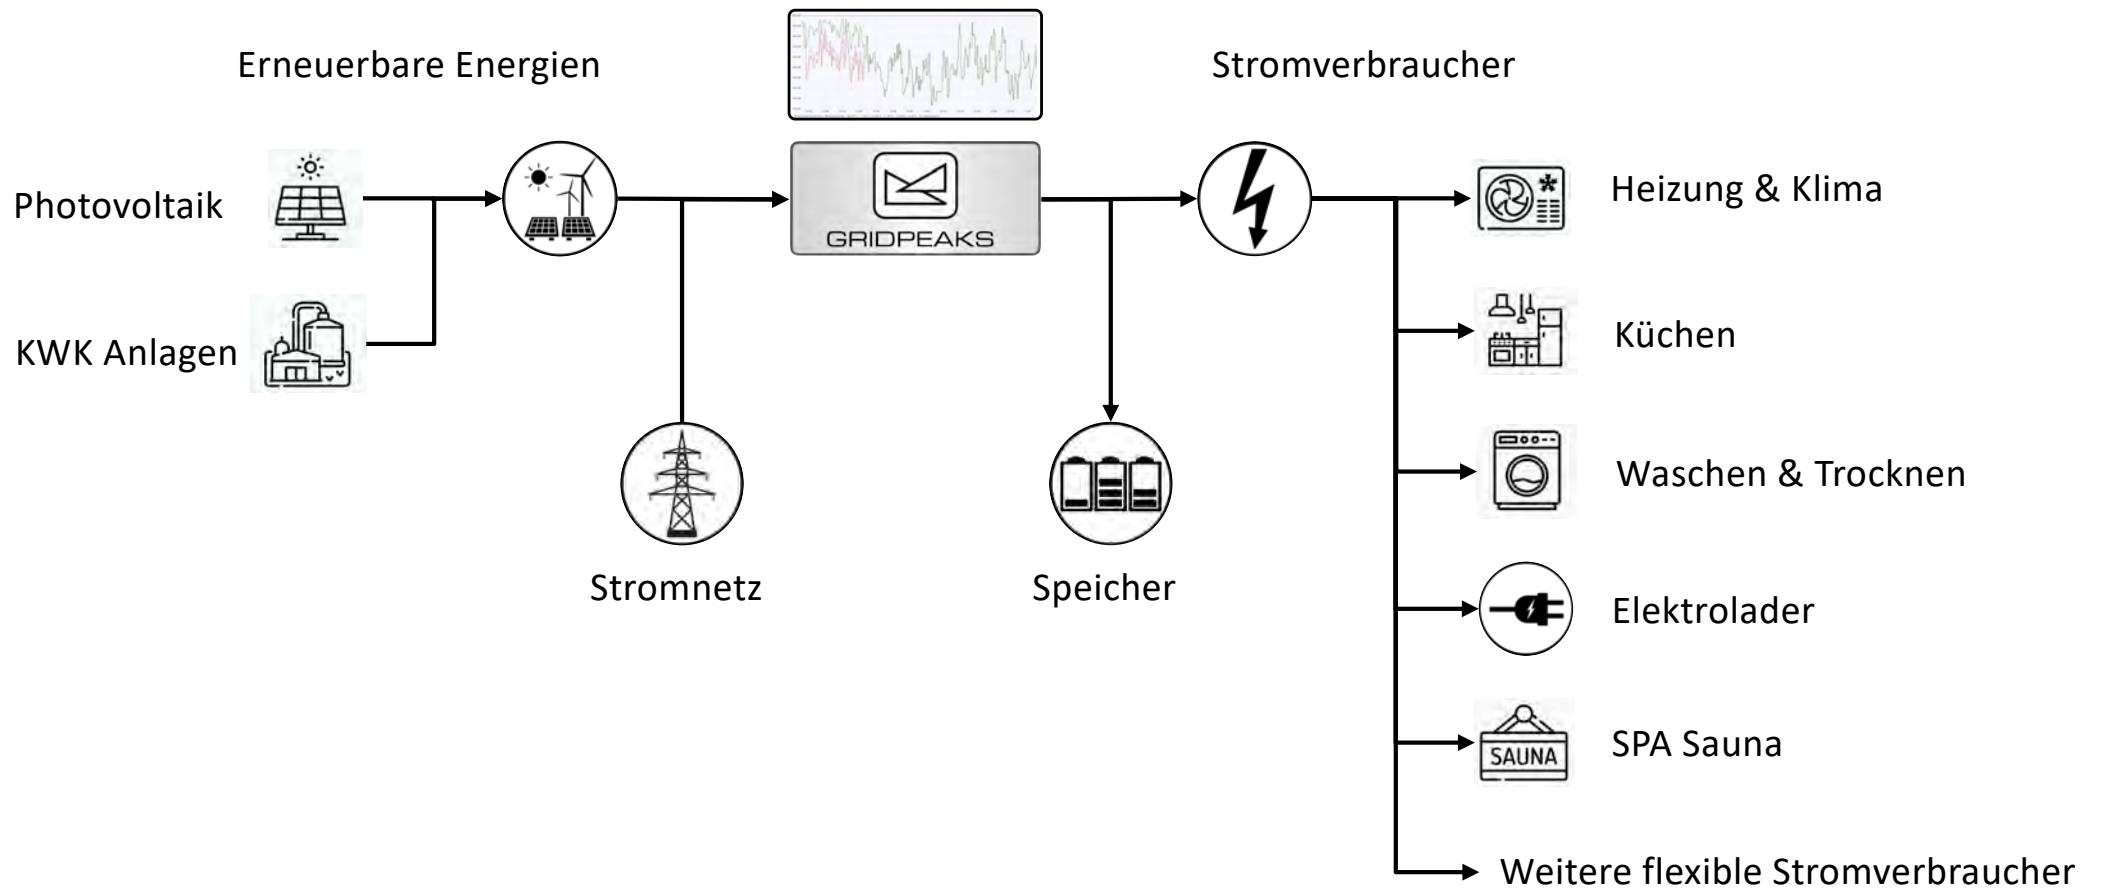 Erneuerbare Energien
Stromverbraucher
Photovoltaik
GRIDPEAKS
Heizung & Klima
KWK Anlagen
Küchen
Waschen & Trocknen
Stromnetz
Speicher
Elektrolader
SAUNA
SPA Sauna
Weitere flexible Stromverbraucher